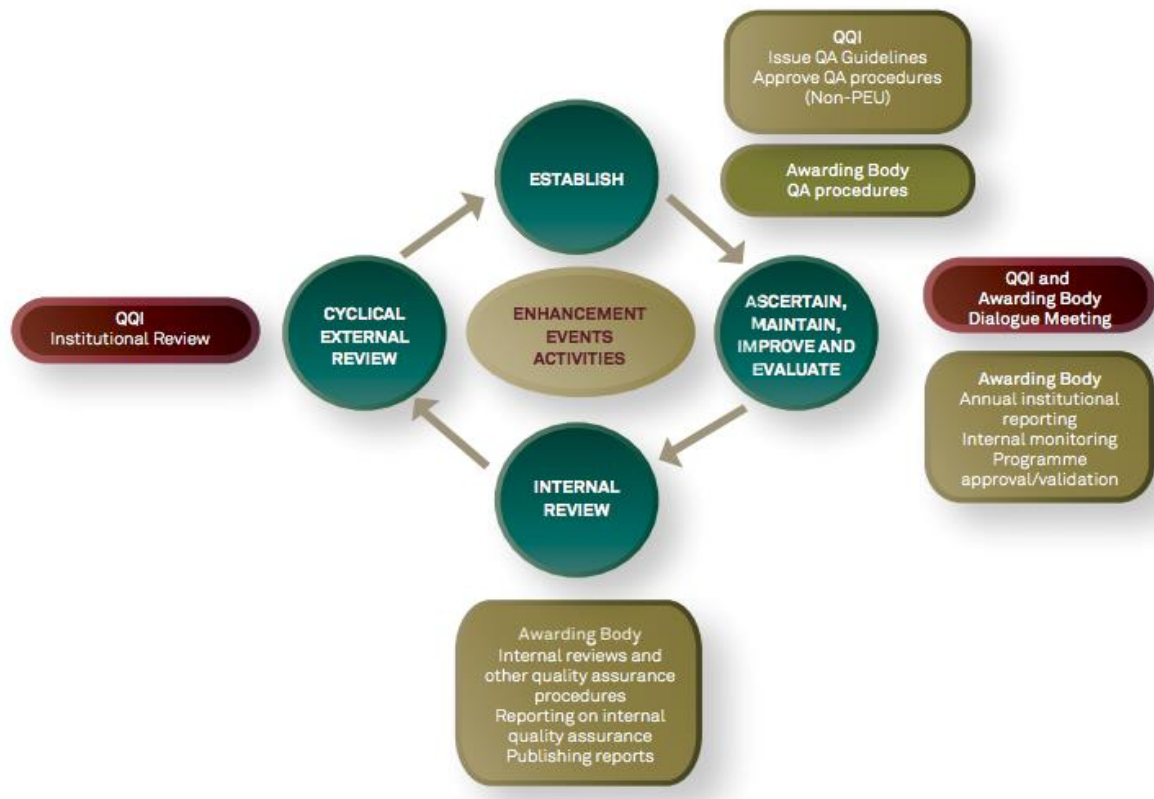 QQI
Issue QA Guidelines
Approve QA procedures
(Non-PEU)
ESTABLISH
Awarding Body
QA procedures
QQI
Institutional Review
CYCLICAL
EXTERNAL
REVIEW
ENHANCEMENT
EVENTS
ACTIVITIES
ASCERTAIN,
MAINTAIN,
IMPROVE AND
EVALUATE
QQI and
Awarding Body
Dialogue Meeting
Awarding Body
Annual institutional
reporting
Internal monitoring
Programme
approval/validation
INTERNAL
REVIEW
Awarding Body
Internal reviews and
other quality assurance
procedures
Reporting on internal
quality assurance
Publishing reports